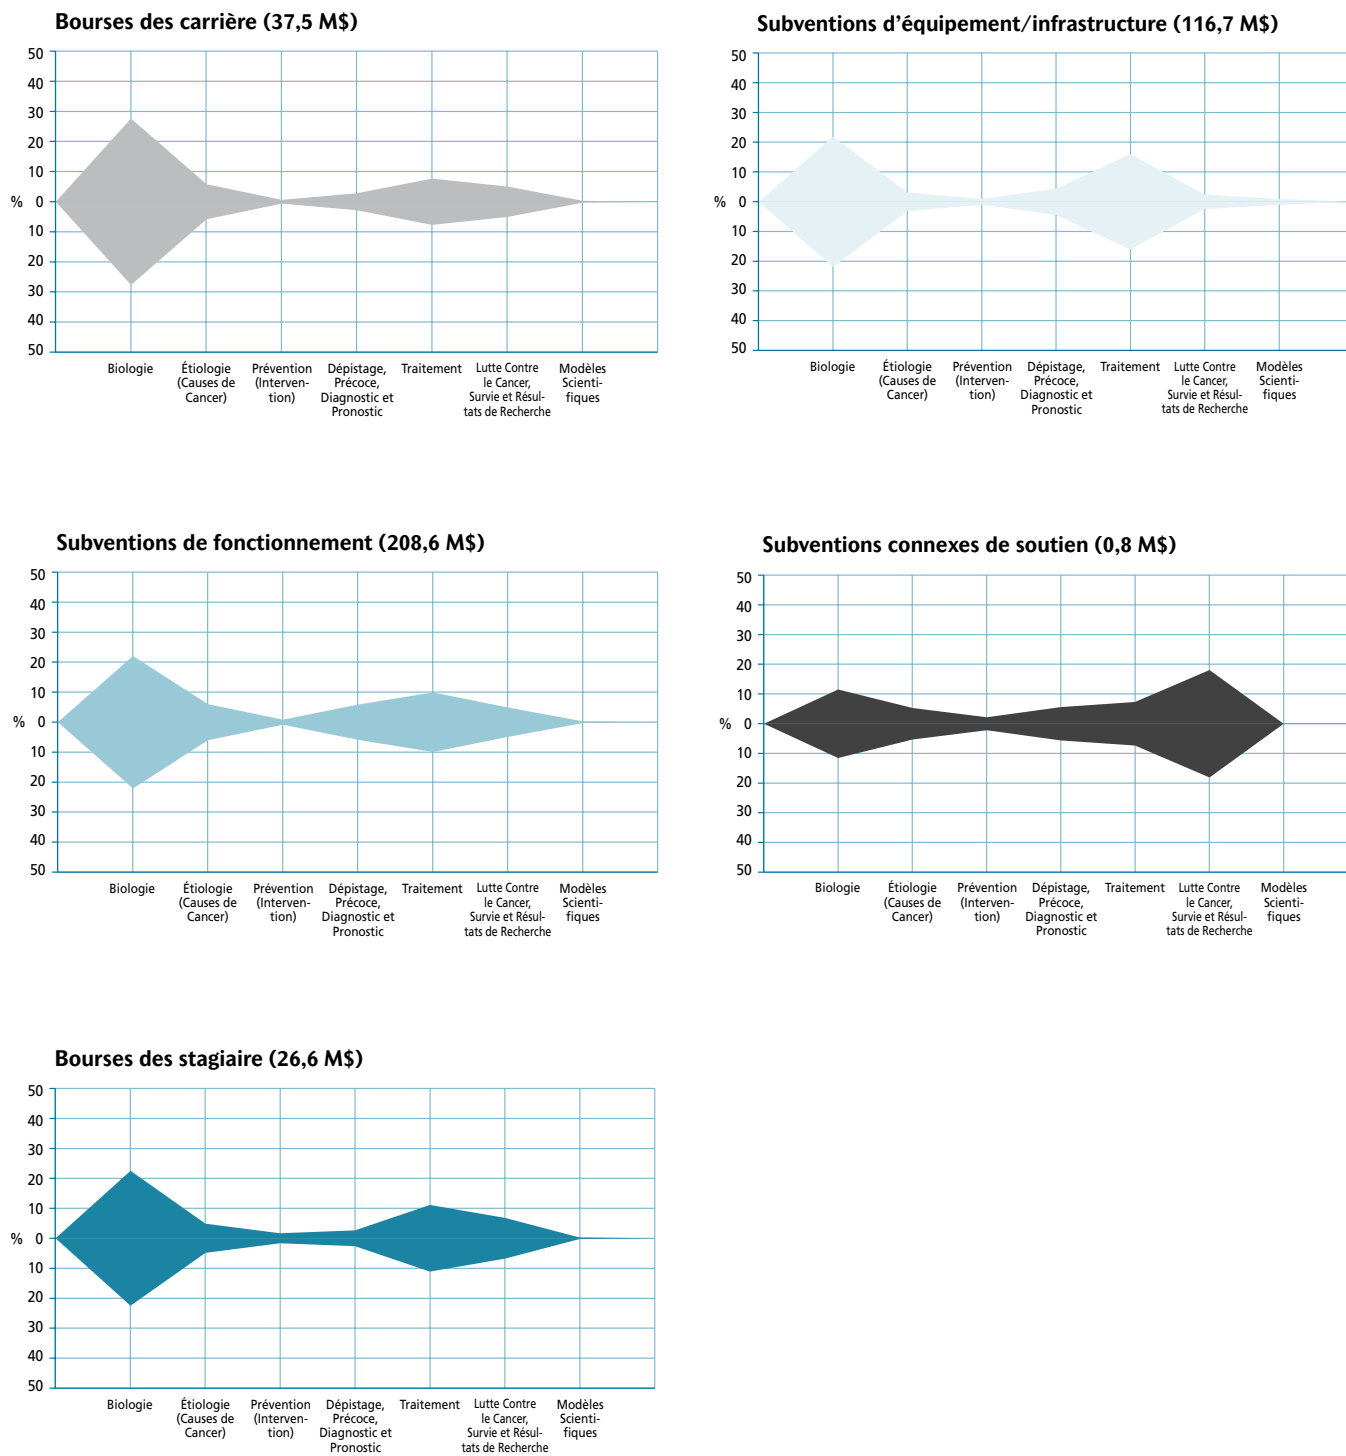 Bourses des carrière (37,5 M$)
50
40
30
20
10
% 0
10
20
30
40
50
Biologie
Étiologie
(Causes de
Cancer)
Prévention
(Interven-
tion)
Dépistage,
Précoce,
Diagnostic et
Pronostic
Traitement
Lutte Contre
le Cancer,
Survie et Résul-
tats de Recherche
Modèles
Scienti-
fiques
Subventions d’équipement/infrastructure (116,7 M$)
50
40
30
20
10
% 0
10
20
30
40
50
Biologie
Étiologie
(Causes de
Cancer)
Prévention
(Interven-
tion)
Dépistage,
Précoce,
Diagnostic et
Pronostic
Traitement
Lutte Contre
le Cancer,
Survie et Résul-
tats de Recherche
Modèles
Scienti-
fiques
Subventions de fonctionnement (208,6 M$)
50
40
30
20
10
% 0
10
20
30
40
50
Biologie
Étiologie
(Causes de
Cancer)
Prévention
(Interven-
tion)
Dépistage,
Précoce,
Diagnostic et
Pronostic
Traitement
Lutte Contre
le Cancer,
Survie et Résul-
tats de Recherche
Modèles
Scienti-
fiques
Subventions connexes de soutien (0,8 M$)
50
40
30
20
10
% 0
10
20
30
40
50
Biologie
Étiologie
(Causes de
Cancer)
Prévention
(Interven-
tion)
Dépistage,
Précoce,
Diagnostic et
Pronostic
Traitement
Lutte Contre
le Cancer,
Survie et Résul-
tats de Recherche
Modèles
Scienti-
fiques
Bourses des stagiaire (26,6 M$)
50
40
30
20
10
% 0
10
20
30
40
50
Biologie
Étiologie
(Causes de
Cancer)
Prévention
(Interven-
tion)
Dépistage,
Précoce,
Diagnostic et
Pronostic
Traitement
Lutte Contre
le Cancer,
Survie et Résul-
tats de Recherche
Modèles
Scienti-
fiques